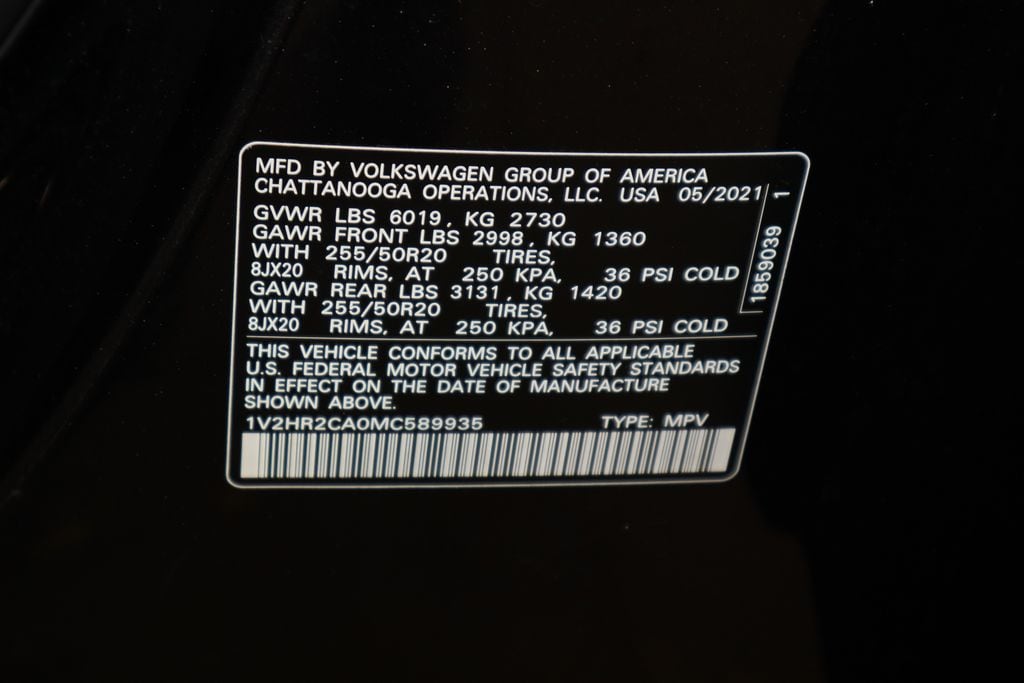 MFD BY VOLKSWAGEN GROUP OF AMERICA
CHATTANOOGA OPERATIONS, LLC. USA 05/2021
GVWR LBS 6019, KG 2730
GAWR FRONT LBS 2998, KG 1360
WITH 255/50R20 TIRES,
8JX20 RIMS, AT 250 KPA, 36 PSI COLD
GAWR REAR LBS 3131, KG 1420
WITH 255/50R20 TIRES,
8JX20 RIMS, AT 250 KPA, 36 PSI COLD
1859039 1
THIS VEHICLE CONFORMS TO ALL APPLICABLE
U.S. FEDERAL MOTOR VEHICLE SAFETY STANDARDS
IN EFFECT ON THE DATE OF MANUFACTURE
SHOWN ABOVE.
1V2HR2CA0MC589935 TYPE: MPV